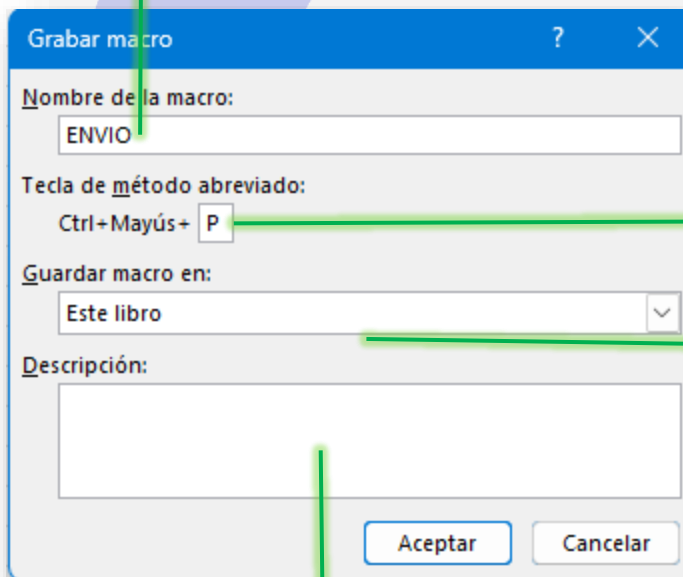 Grabar macro ? ×
Nombre de la macro:
ENVIO
Tecla de método abreviado:
Ctrl+Mayús+ P
Guardar macro en:
Este libro
Descripción:
Aceptar Cancelar